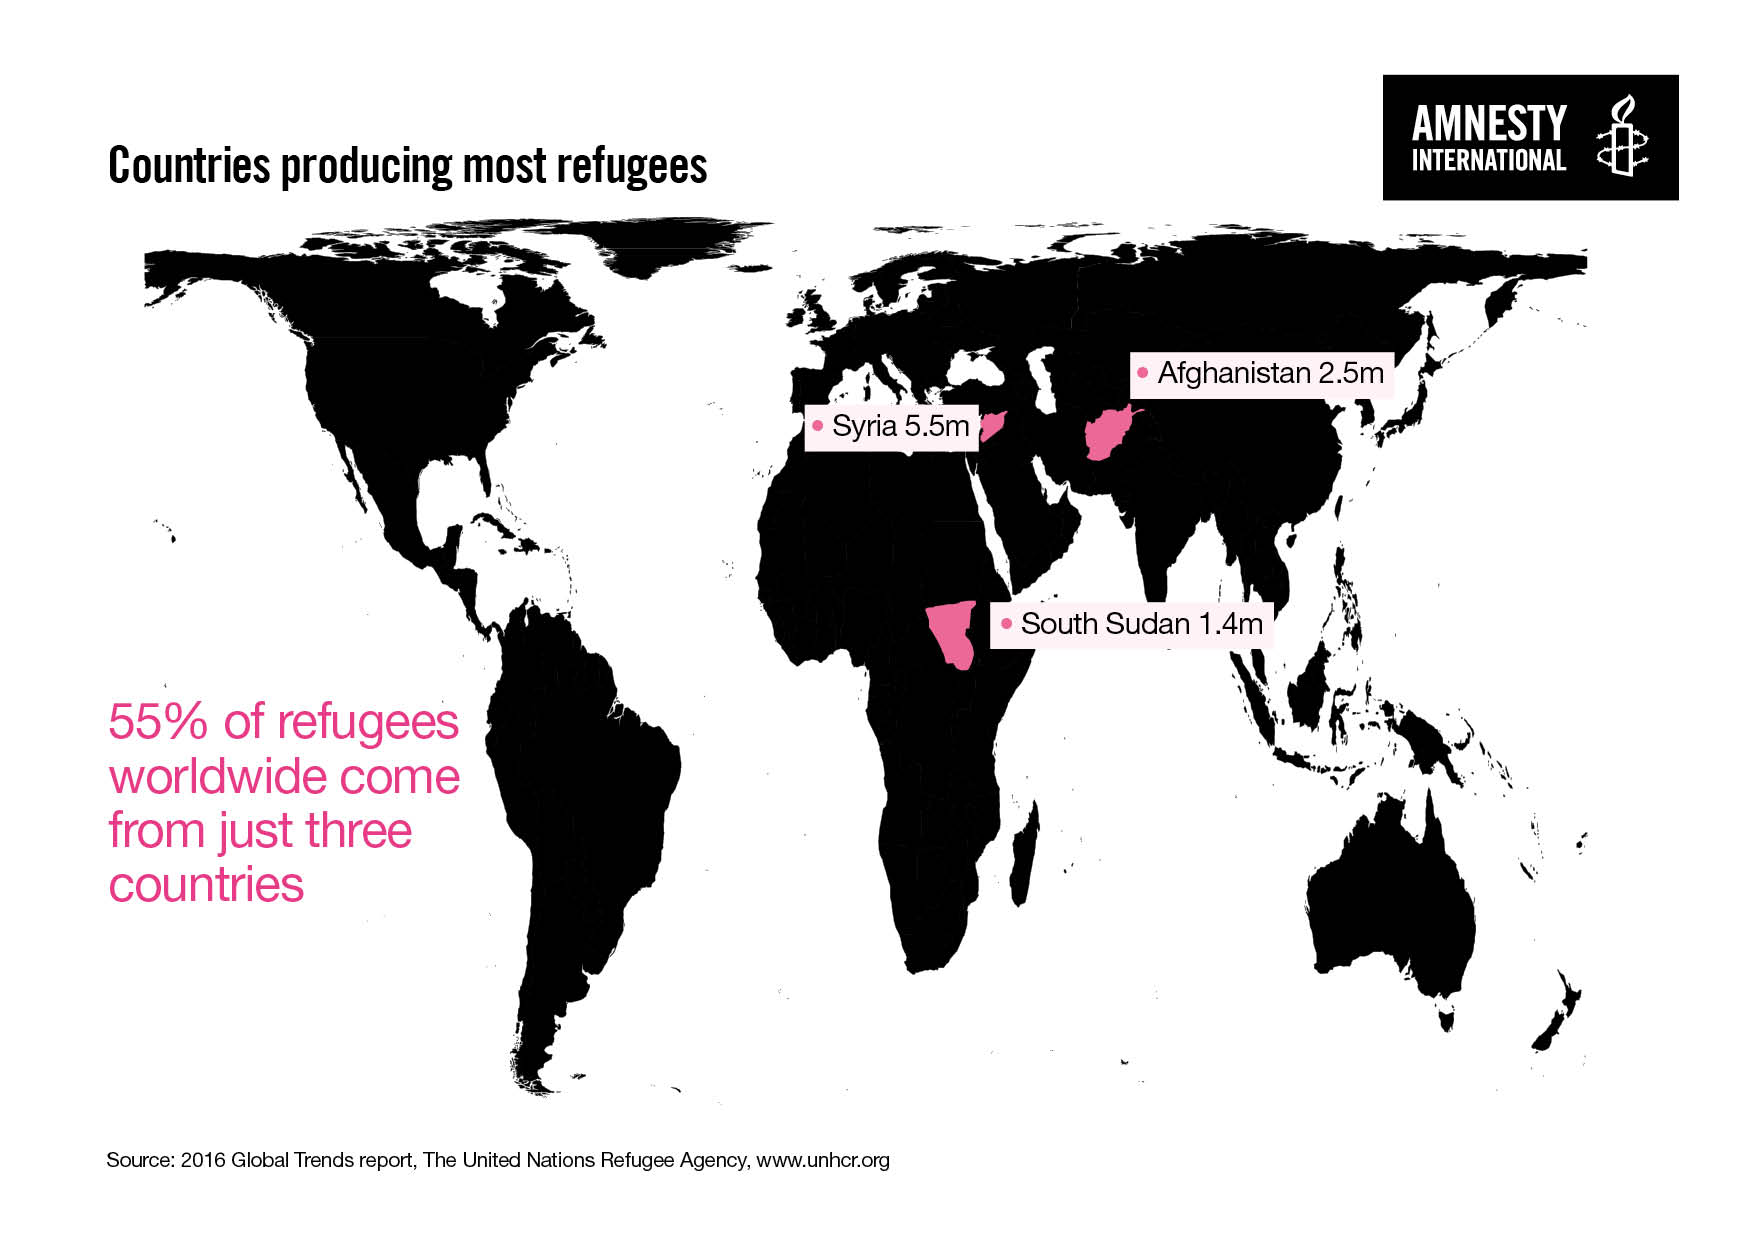 AMNESTY
INTERNATIONAL
Countries producing most refugees
Afghanistan 2.5m
Syria 5.5m
South Sudan 1.4m
55% of refugees
worldwide come
from just three
countries
Source: 2016 Global Trends report, The United Nations Refugee Agency, www.unhcr.org